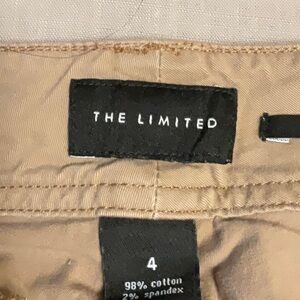 THE LIMITED
4
98% cotton
2% spandex